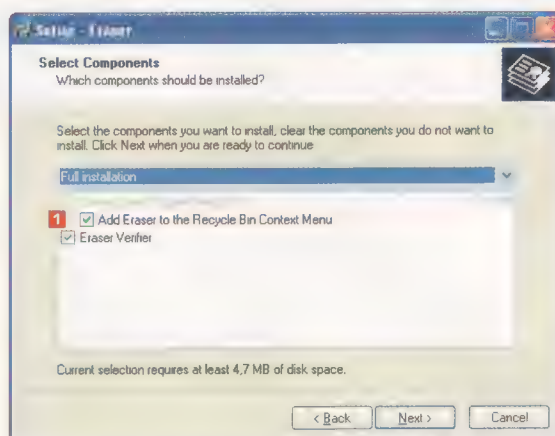 Setup - Eraser
Select Components
Which components should be installed?
Select the components you want to install, clear the components you do not want to
install. Click Next when you are ready to continue
Full installation
1 Add Eraser to the Recycle Bin Context Menu
Eraser Verifier
Current selection requires at least 4,7 MB of disk space.
< Back Next > Cancel